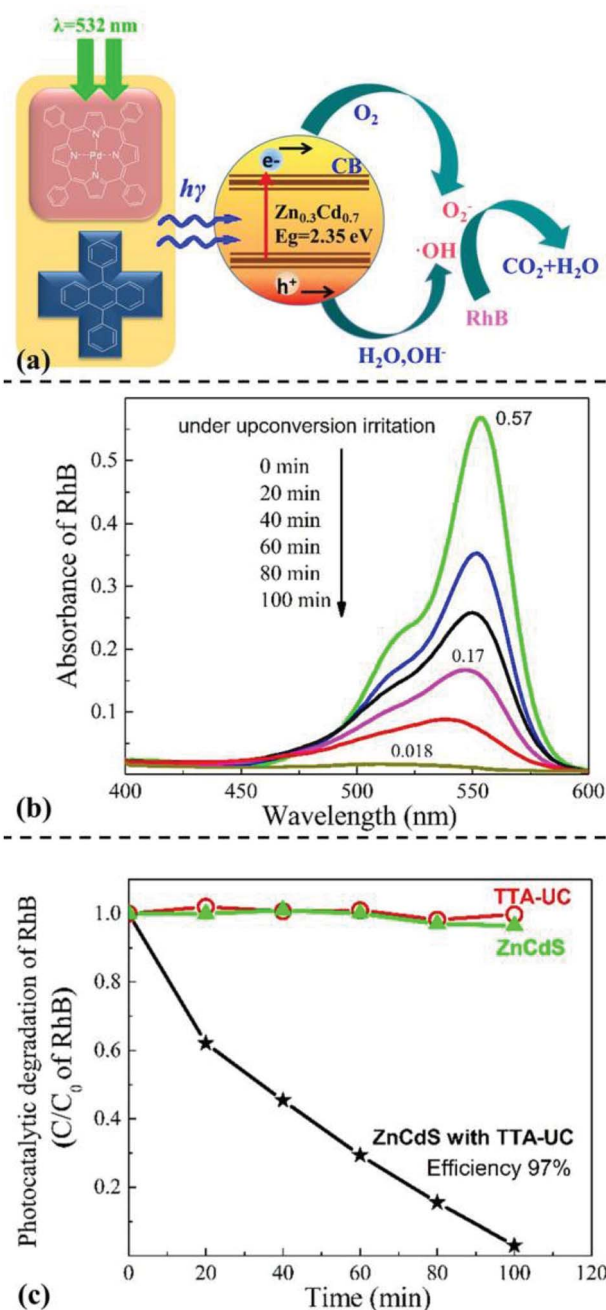 λ=532 nm
N
N
Pd
N
N
hγ
e-
CB
Zn0.3Cd0.7
Eg=2.35 eV
h+
O2
O2-
·OH
CO2+H2O
RhB
H2O,OH-
(a)
under upconversion irritation
0 min
20 min
40 min
60 min
80 min
100 min
0.57
0.17
0.018
0.5
0.4
0.3
0.2
0.1
Absorbance of RhB
400 450 500 550 600
Wavelength (nm)
(b)
TTA-UC
ZnCdS
ZnCdS with TTA-UC
Efficiency 97%
1.0
0.8
0.6
0.4
0.2
Photocatalytic degradation of RhB
(C/C0 of RhB)
0 20 40 60 80 100 120
Time (min)
(c)